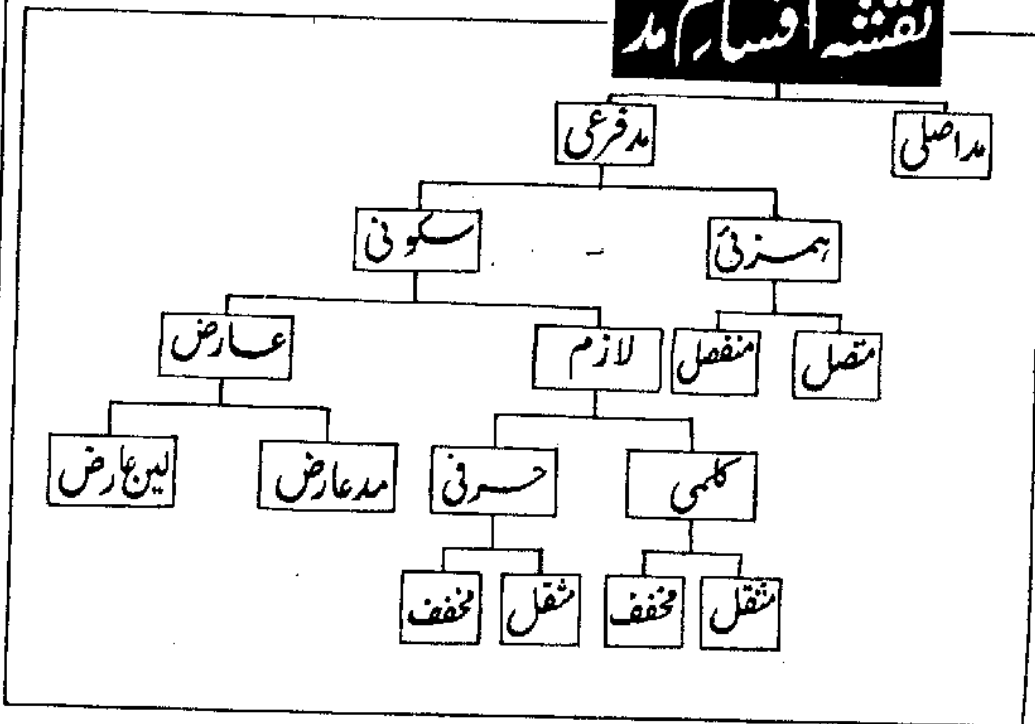 نقشہ اقسامِ مد
مد اصلی
مد فرعی
ہمزئی
سکونی
متصل
منفصل
لازم
عارض
کلمی
حرفی
مد عارض
لین عارض
مثقل
مخفف
مثقل
مخفف